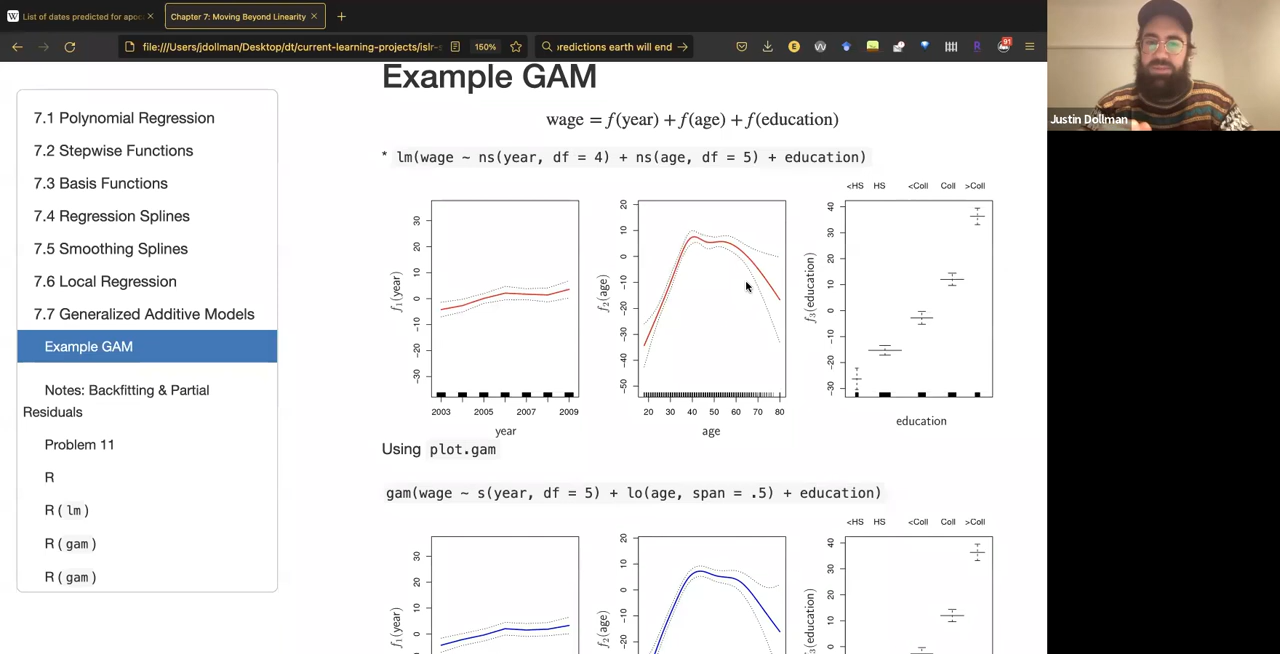 List of dates predicted for apoc
Chapter 7: Moving Beyond Linearity
file:///Users/jdollman/Desktop/dt/current-learning-projects/islr-
150%
redictions earth will end
E
W
R
91
Justin Dollman
7.1 Polynomial Regression
7.2 Stepwise Functions
7.3 Basis Functions
7.4 Regression Splines
7.5 Smoothing Splines
7.6 Local Regression
7.7 Generalized Additive Models
Example GAM
Notes: Backfitting & Partial
Residuals
Problem 11
R
R ( lm )
R ( gam )
R ( gam )
Example GAM
wage = f(year) + f(age) + f(education)
* lm(wage ~ ns(year, df = 4) + ns(age, df = 5) + education)
<HS HS <Coll Coll >Coll
f1(year)
30
20
10
0
−10
−20
−30
2003 2005 2007 2009
year
f2(age)
20
10
0
−10
−20
−30
−40
−50
20 30 40 50 60 70 80
age
f3(education)
40
30
20
10
0
−10
−20
−30
education
Using plot.gam
gam(wage ~ s(year, df = 5) + lo(age, span = .5) + education)
<HS HS <Coll Coll >Coll
f1(year)
30
20
10
0
f2(age)
20
10
0
−10
−20
f3(education)
40
30
20
10
0